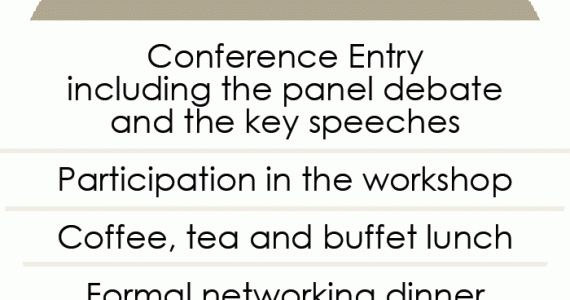 Conference Entry
including the panel debate
and the key speeches
Participation in the workshop
Coffee, tea and buffet lunch
Formal networking dinner